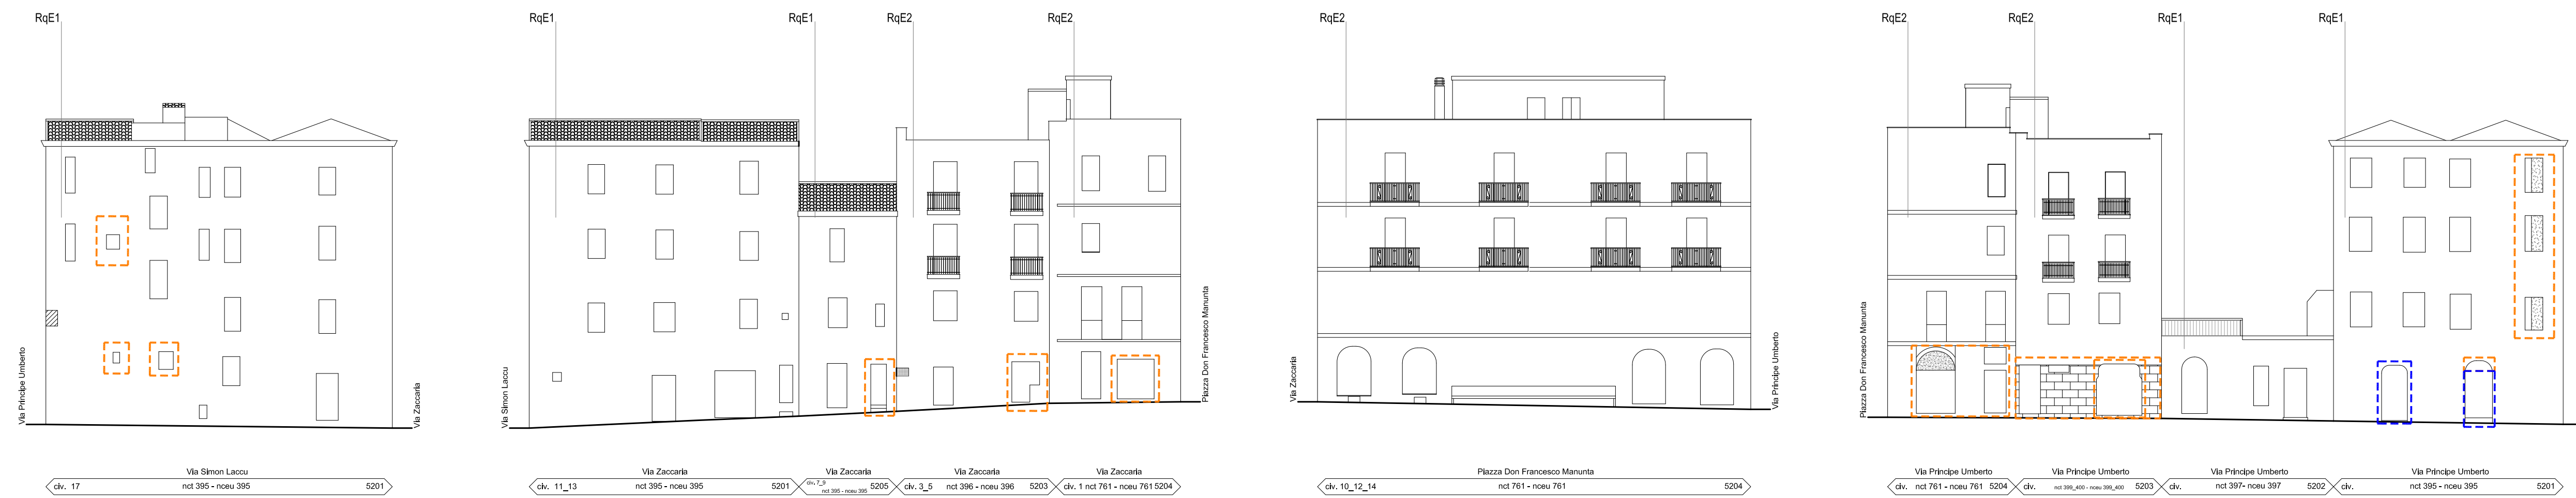 RqE1
RqE1
RqE1
RqE2
RqE2
RqE2
RqE2
RqE2
RqE1
RqE1
Via Principe Umberto
Via Zaccaria
Via Simon Laccu
Piazza Don Francesco Manunta
Via Zaccaria
Via Principe Umberto
Piazza Don Francesco Manunta
Via Simon Laccu
civ. 17 nct 395 - nceu 395 5201
Via Zaccaria
civ. 11_13 nct 395 - nceu 395 5201
Via Zaccaria
civ. 7_9
nct 395 - nceu 395 5205
Via Zaccaria
civ. 3_5 nct 396 - nceu 396 5203
Via Zaccaria
civ. 1 nct 761 - nceu 761 5204
Piazza Don Francesco Manunta
civ. 10_12_14 nct 761 - nceu 761 5204
Via Principe Umberto
civ. nct 761 - nceu 761 5204
Via Principe Umberto
civ. nct 399_400 - nceu 399_400 5203
Via Principe Umberto
civ. nct 397- nceu 397 5202
Via Principe Umberto
civ. nct 395 - nceu 395 5201